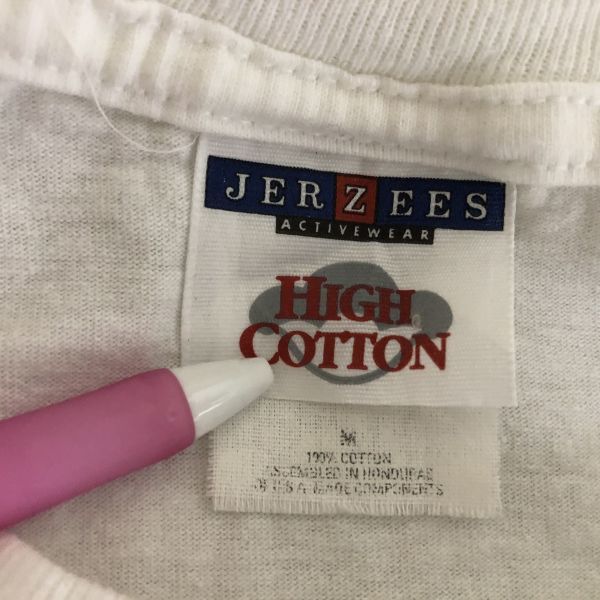 JERZEES
ACTIVEWEAR
HIGH
COTTON
M
100% COTTON
ASSEMBLED IN HONDURAS
OF U.S.A. MADE COMPONENTS